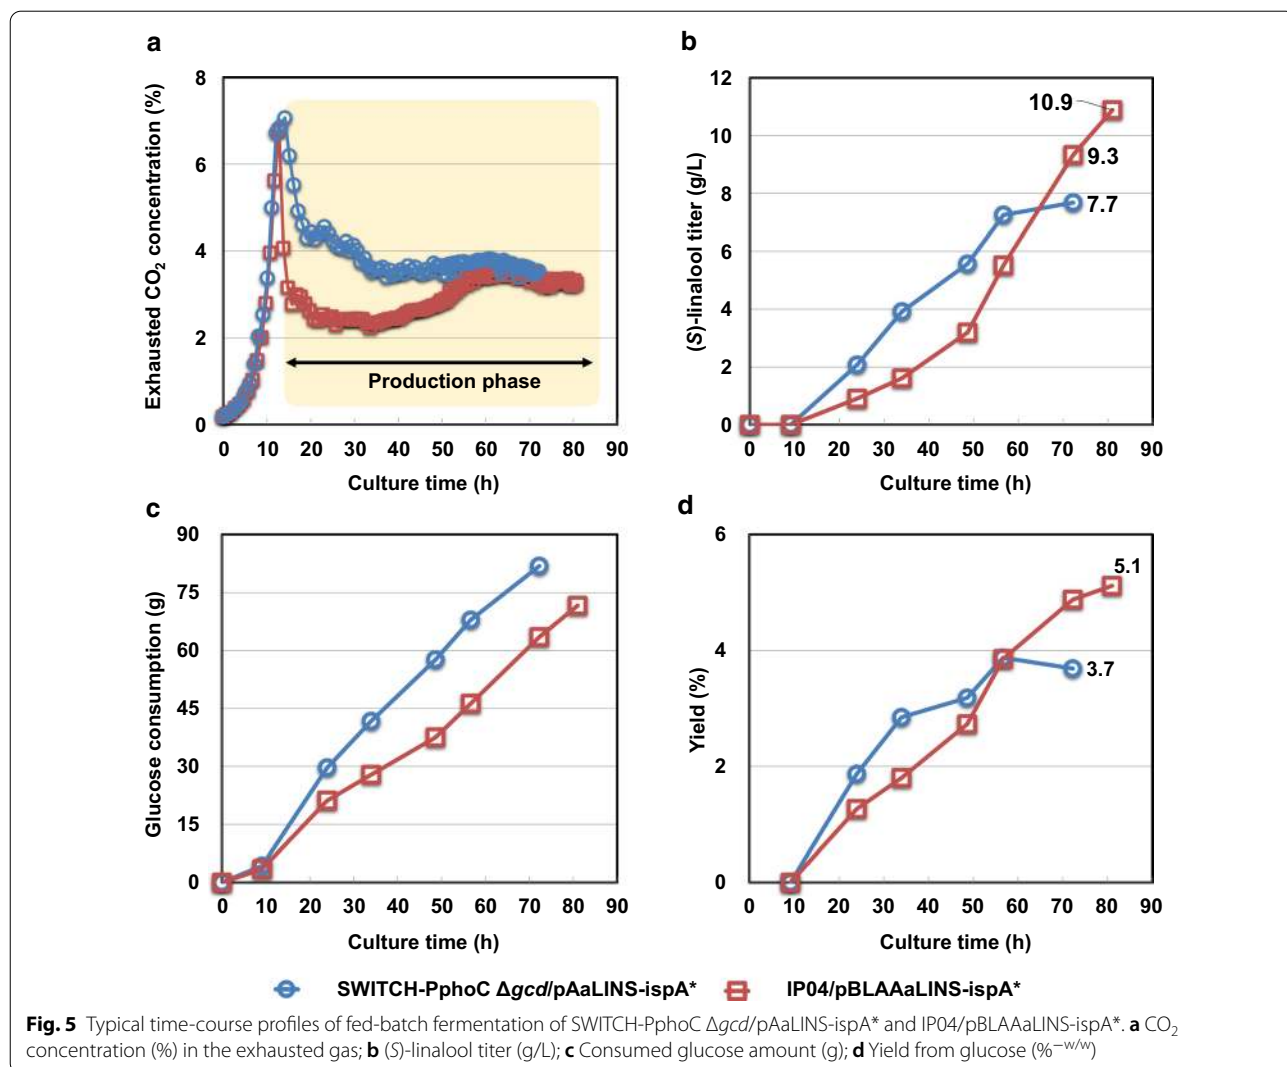 a
Exhausted CO2 concentration (%)
8
6
4
2
0
Production phase
0 10 20 30 40 50 60 70 80 90
Culture time (h)
b
(S)-linalool titer (g/L)
12
10
8
6
4
2
0
10.9
9.3
7.7
0 10 20 30 40 50 60 70 80 90
Culture time (h)
c
Glucose consumption (g)
90
75
60
45
30
15
0
0 10 20 30 40 50 60 70 80 90
Culture time (h)
d
Yield (%)
6
4
2
0
5.1
3.7
0 10 20 30 40 50 60 70 80 90
Culture time (h)
SWITCH-PphoC Δgcd/pAaLINS-ispA* IP04/pBLAAaLINS-ispA*
Fig. 5 Typical time-course profiles of fed-batch fermentation of SWITCH-PphoC Δgcd/pAaLINS-ispA* and IP04/pBLAAaLINS-ispA*. a CO2
concentration (%) in the exhausted gas; b (S)-linalool titer (g/L); c Consumed glucose amount (g); d Yield from glucose (%−w/w)